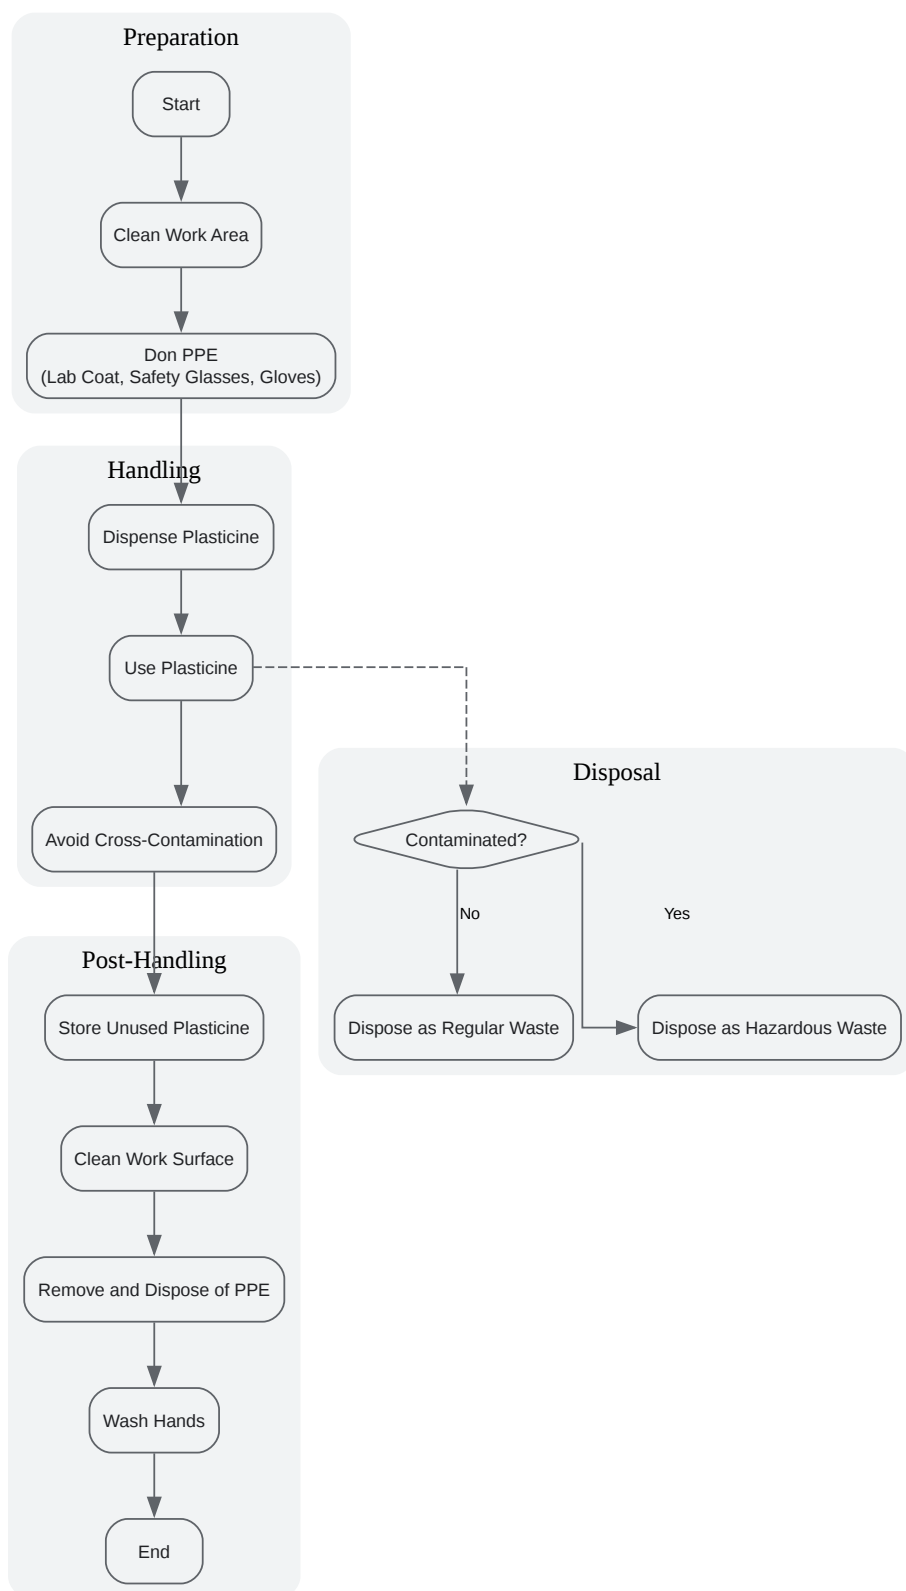 Preparation
Start
Clean Work Area
Don PPE
(Lab Coat, Safety Glasses, Gloves)
Handling
Dispense Plasticine
Use Plasticine
Avoid Cross-Contamination
Disposal
Contaminated?
No
Yes
Dispose as Regular Waste
Dispose as Hazardous Waste
Post-Handling
Store Unused Plasticine
Clean Work Surface
Remove and Dispose of PPE
Wash Hands
End